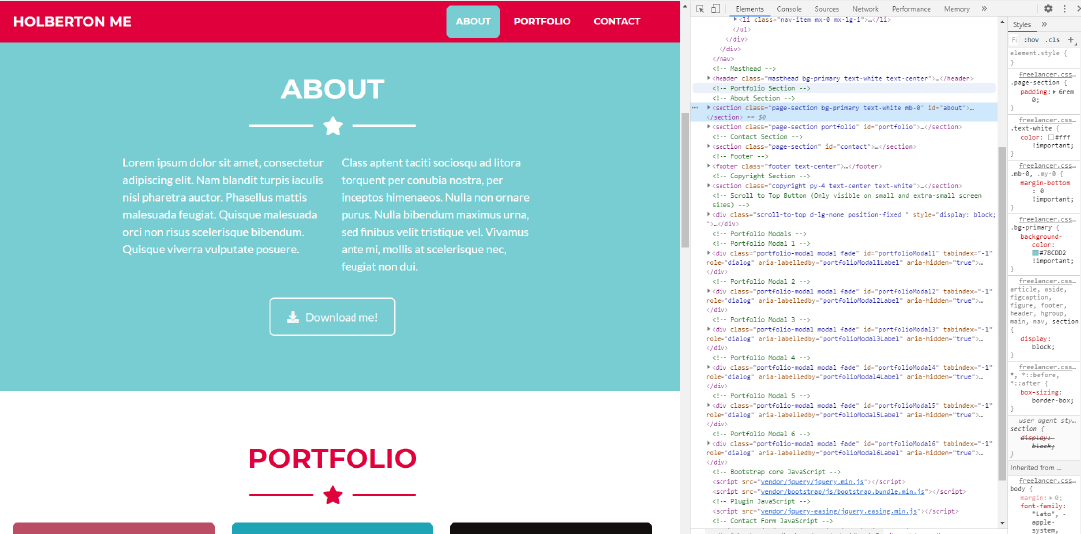 HOLBERTON ME
ABOUT
PORTFOLIO
CONTACT
ABOUT
Lorem ipsum dolor sit amet, consectetur
adipiscing elit. Nam blandit turpis iaculis
nisl pharetra auctor. Phasellus mattis
malesuada feugiat. Quisque malesuada
orci non risus scelerisque bibendum.
Quisque viverra vulputate posuere.
Class aptent taciti sociosqu ad litora
torquent per conubia nostra, per
inceptos himenaeos. Nulla non ornare
purus. Nulla bibendum maximus urna,
sed finibus velit tristique vel. Vivamus
ante mi, mollis at scelerisque nec,
feugiat non dui.
Download me!
PORTFOLIO
Elements Console Sources Network Performance Memory »
<li class="nav-item mx-0 mx-lg-1">…</li>
</ul>
</div>
</div>
</nav>
<!-- Masthead -->
<header class="masthead bg-primary text-white text-center">…</header>
<!-- Portfolio Section -->
<!-- About Section -->
<section class="page-section bg-primary text-white mb-0" id="about">…
</section> == $0
<section class="page-section portfolio" id="portfolio">…</section>
<!-- Contact Section -->
<section class="page-section" id="contact">…</section>
<!-- Footer -->
<footer class="footer text-center">…</footer>
<!-- Copyright Section -->
<section class="copyright py-4 text-center text-white">…</section>
<!-- Scroll to Top Button (Only visible on small and extra-small screen
sizes) -->
<div class="scroll-to-top d-lg-none position-fixed " style="display: block;
">…</div>
<!-- Portfolio Modals -->
<!-- Portfolio Modal 1 -->
<div class="portfolio-modal modal fade" id="portfolioModal1" tabindex="-1"
role="dialog" aria-labelledby="portfolioModal1Label" aria-hidden="true">…
</div>
<!-- Portfolio Modal 2 -->
<div class="portfolio-modal modal fade" id="portfolioModal2" tabindex="-1"
role="dialog" aria-labelledby="portfolioModal2Label" aria-hidden="true">…
</div>
<!-- Portfolio Modal 3 -->
<div class="portfolio-modal modal fade" id="portfolioModal3" tabindex="-1"
role="dialog" aria-labelledby="portfolioModal3Label" aria-hidden="true">…
</div>
<!-- Portfolio Modal 4 -->
<div class="portfolio-modal modal fade" id="portfolioModal4" tabindex="-1"
role="dialog" aria-labelledby="portfolioModal4Label" aria-hidden="true">…
</div>
<!-- Portfolio Modal 5 -->
<div class="portfolio-modal modal fade" id="portfolioModal5" tabindex="-1"
role="dialog" aria-labelledby="portfolioModal5Label" aria-hidden="true">…
</div>
<!-- Portfolio Modal 6 -->
<div class="portfolio-modal modal fade" id="portfolioModal6" tabindex="-1"
role="dialog" aria-labelledby="portfolioModal6Label" aria-hidden="true">…
</div>
<!-- Bootstrap core JavaScript -->
<script src="vendor/jquery/jquery.min.js"></script>
<script src="vendor/bootstrap/js/bootstrap.bundle.min.js"></script>
<!-- Plugin JavaScript -->
<script src="vendor/jquery-easing/jquery.easing.min.js"></script>
<!-- Contact Form JavaScript -->
Styles »
:hov .cls +
element.style {
}
freelancer.css…
.page-section {
padding: 6rem
0;
}
freelancer.css…
.text-white {
color: #fff
!important;
}
freelancer.css…
.mb-0, .my-0 {
margin-bottom
: 0
!important;
}
freelancer.css…
.bg-primary {
background-
color:
#78CDD2
!important;
}
freelancer.css…
article, aside,
figcaption,
figure, footer,
header, hgroup,
main, nav, section
{
display:
block;
}
freelancer.css…
*, *::before,
*::after {
box-sizing:
border-box;
}
user agent sty…
section {
display:
block;
}
Inherited from …
freelancer.css…
body {
margin: 0;
font-family:
"Lato", -
apple-
system,